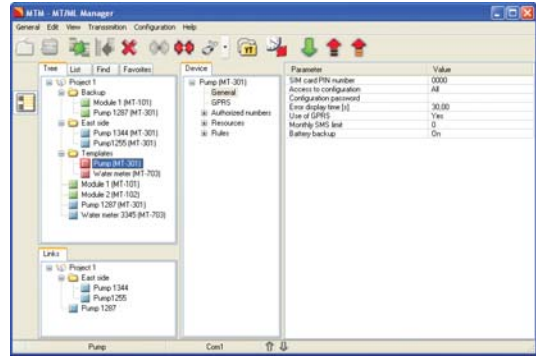 MTM - MT/ML Manager
General Edit View Transmition Configuration Help
Tree List Find Favorites
Project 1
Backup
Module 1 (MT-101)
Pump 1287 (MT-301)
East side
Pump 1344 (MT-301)
Pump1255 (MT-301)
Templates
Pump (MT-301)
Water meter (MT-703)
Module 1 (MT-101)
Module 2 (MT-102)
Pump 1287 (MT-301)
Water meter 3345 (MT-703)
Links
Project 1
East side
Pump 1344
Pump1255
Pump 1287
Device
Pump (MT-301)
General
GPRS
Authorized numbers
Resources
Rules
Parameter Value
SIM card PIN number 0000
Access to configuration All
Configuration password
Error display time [s] 30,00
Use of GPRS Yes
Monthly SMS limit 0
Battery backup On
Pump Com1